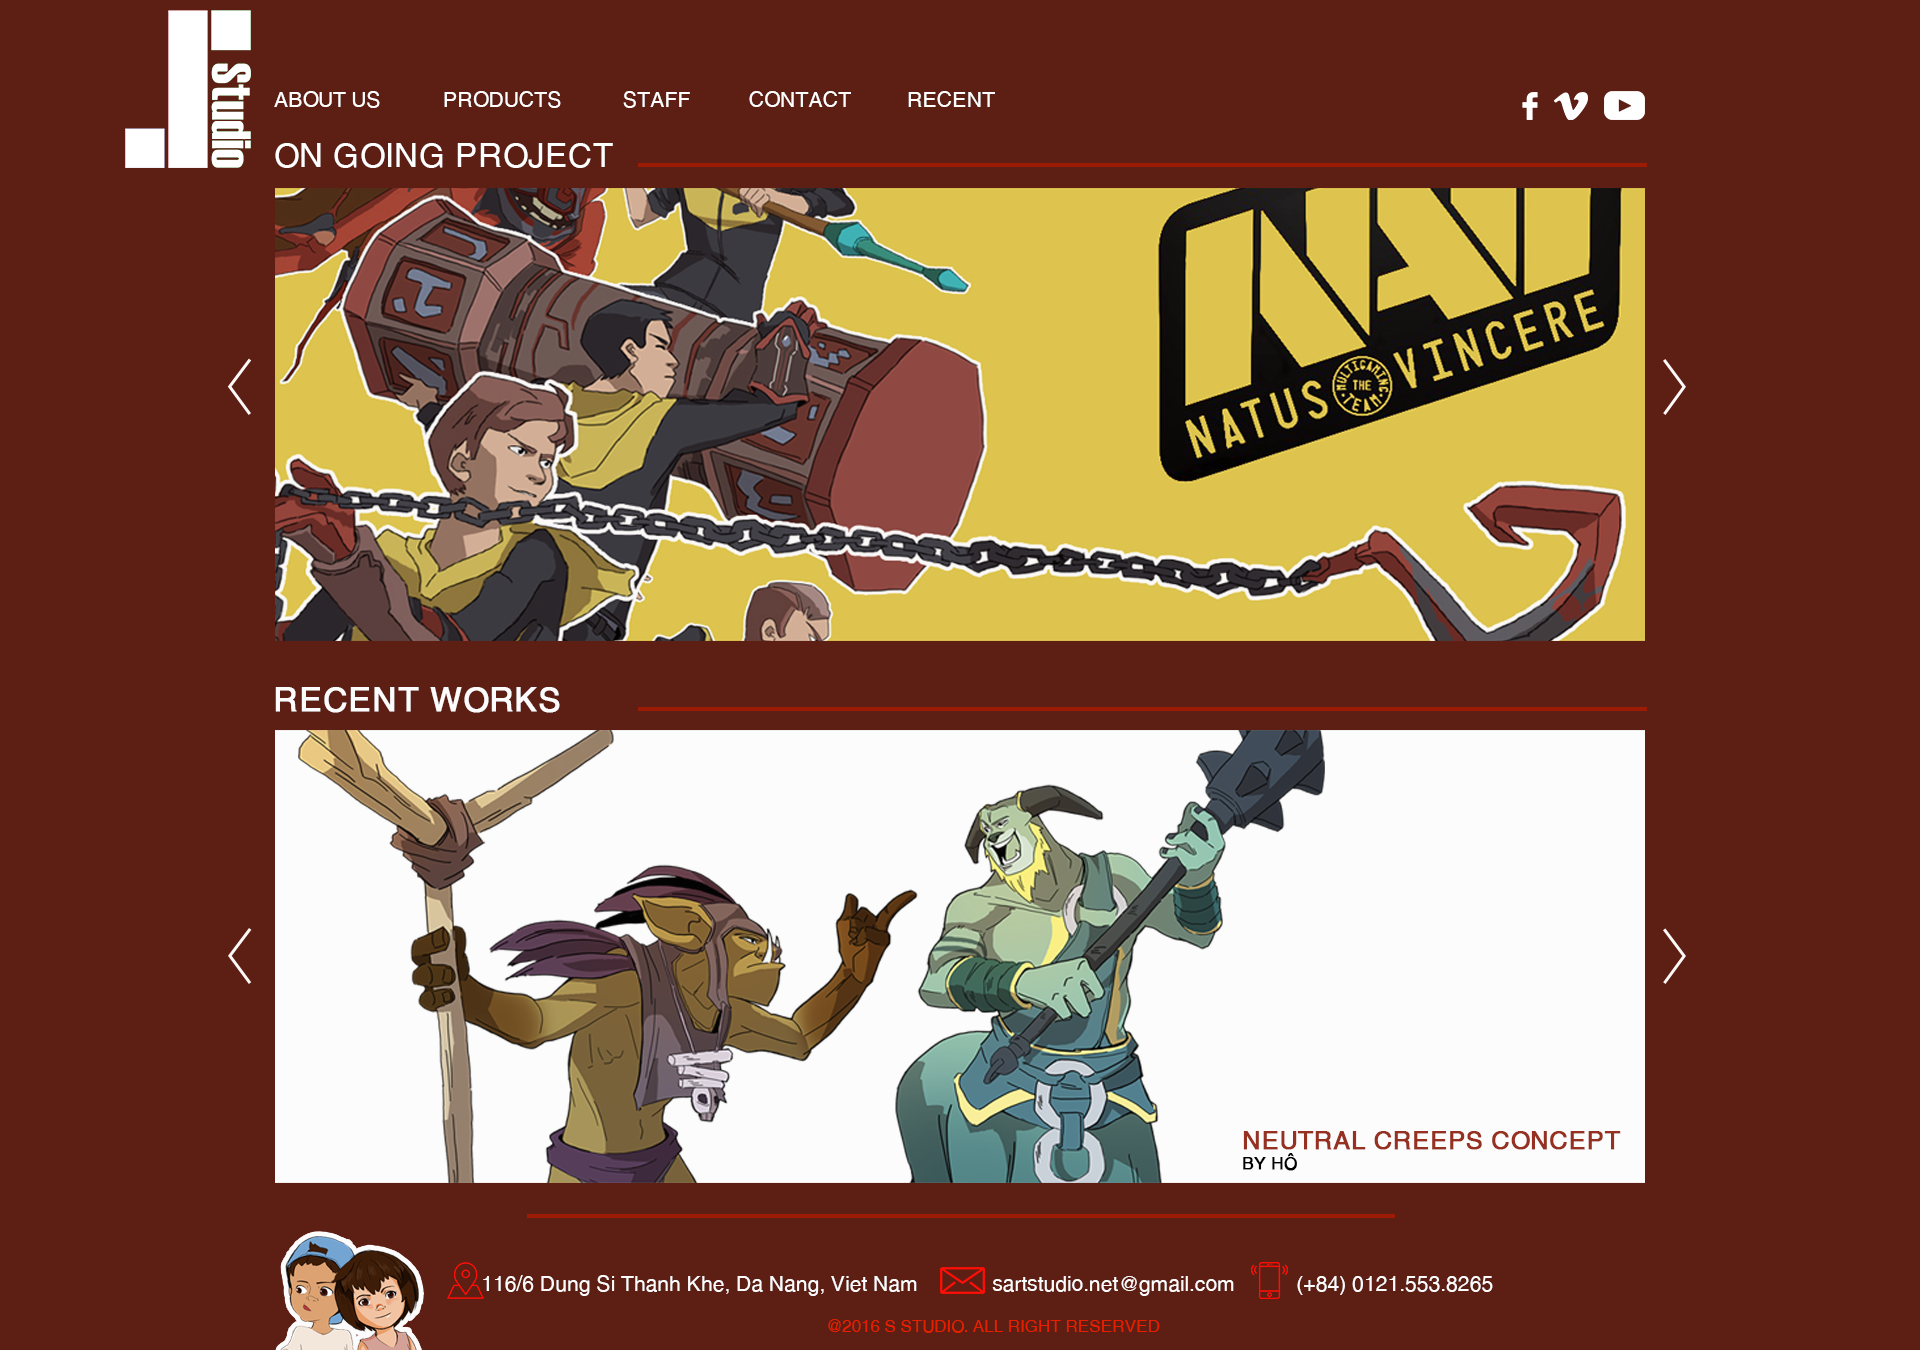 Studio
ABOUT US
PRODUCTS
STAFF
CONTACT
RECENT
ON GOING PROJECT
NATUS VINCERE
MULTIGAMING
THE
TEAM
RECENT WORKS
NEUTRAL CREEPS CONCEPT
BY HÔ
116/6 Dung Si Thanh Khe, Da Nang, Viet Nam
sartstudio.net@gmail.com
(+84) 0121.553.8265
@2016 S STUDIO. ALL RIGHT RESERVED